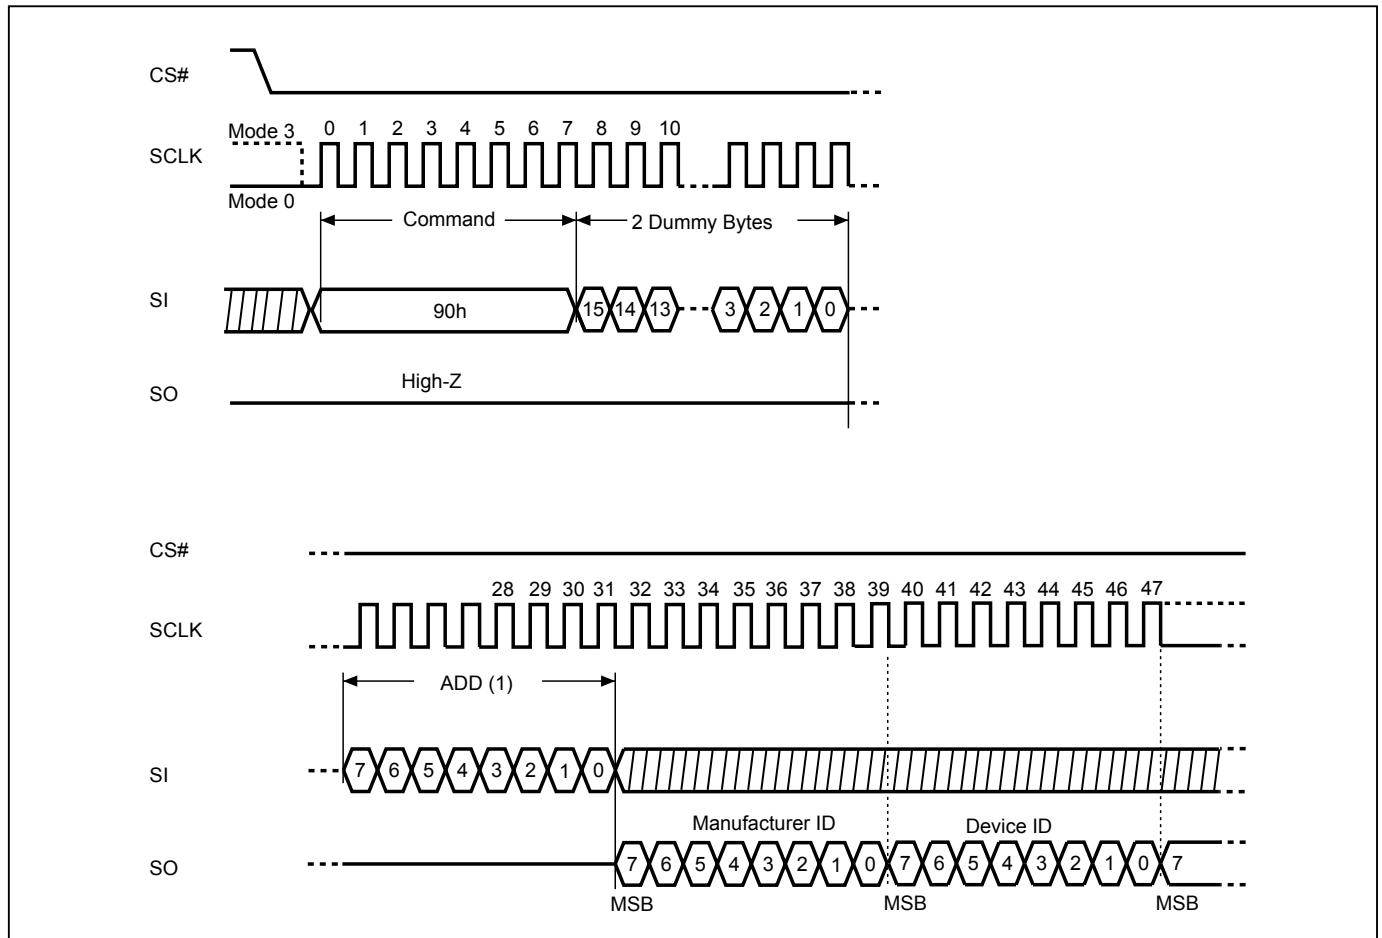 CS#
Mode 3 0 1 2 3 4 5 6 7 8 9 10
SCLK
Mode 0
Command 2 Dummy Bytes
SI 90h 15 14 13 3 2 1 0
High-Z
SO
CS#
28 29 30 31 32 33 34 35 36 37 38 39 40 41 42 43 44 45 46 47
SCLK
ADD (1)
SI 7 6 5 4 3 2 1 0
Manufacturer ID Device ID
SO 7 6 5 4 3 2 1 0 7 6 5 4 3 2 1 0 7
MSB MSB MSB